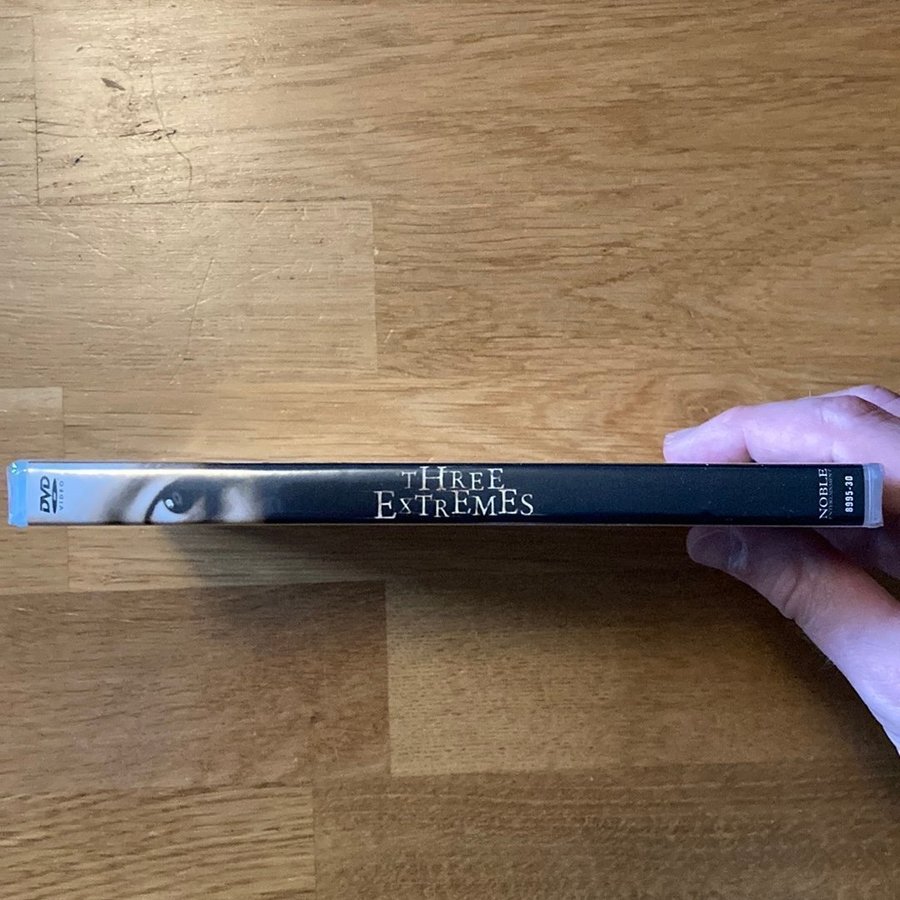 DVD
VIDEO
THREE
EXTREMES
NOBLE
ENTERTAINMENT
8995-30